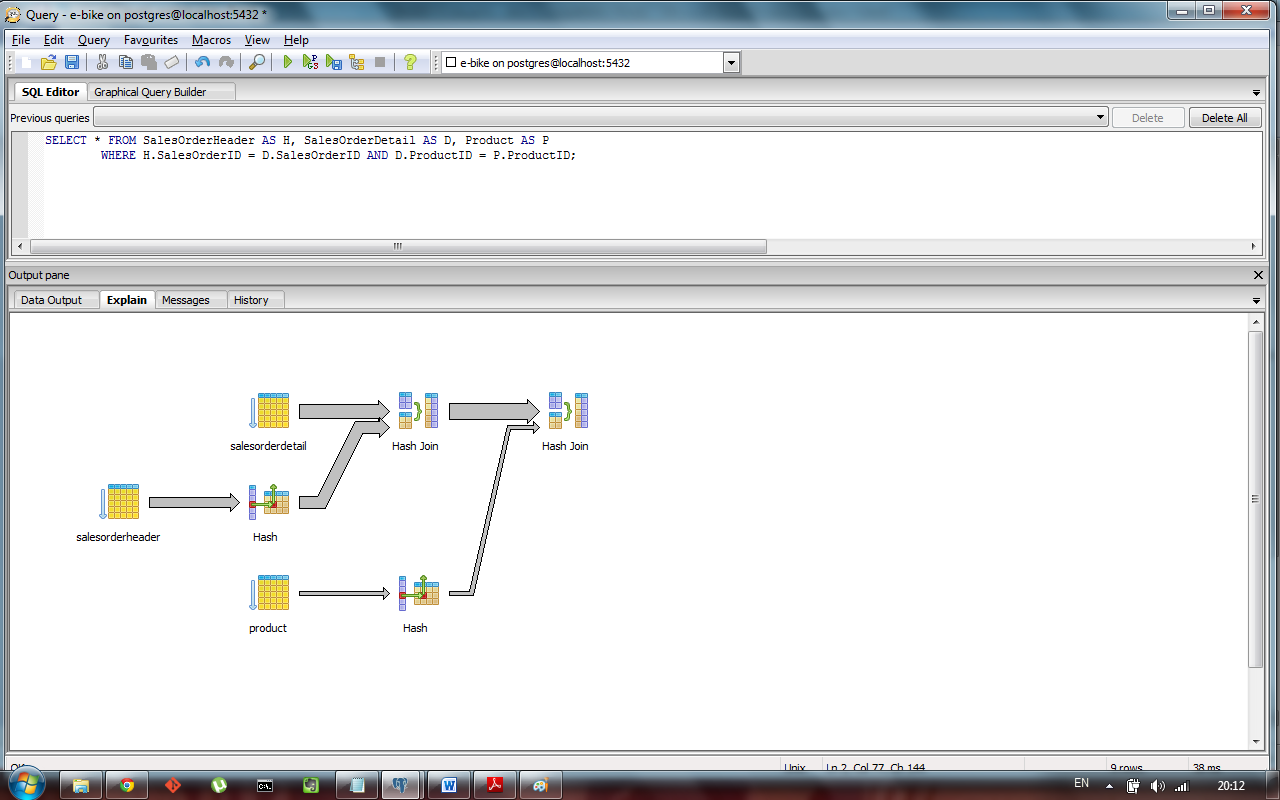 Query - e-bike on postgres@localhost:5432 *
File Edit Query Favourites Macros View Help
e-bike on postgres@localhost:5432
SQL Editor Graphical Query Builder
Previous queries Delete Delete All
SELECT * FROM SalesOrderHeader AS H, SalesOrderDetail AS D, Product AS P
WHERE H.SalesOrderID = D.SalesOrderID AND D.ProductID = P.ProductID;
Output pane
Data Output Explain Messages History
salesorderdetail Hash Join Hash Join
salesorderheader Hash
product Hash
OK. Unix Ln 2, Col 77, Ch 144 9 rows 38 ms
EN 20:12